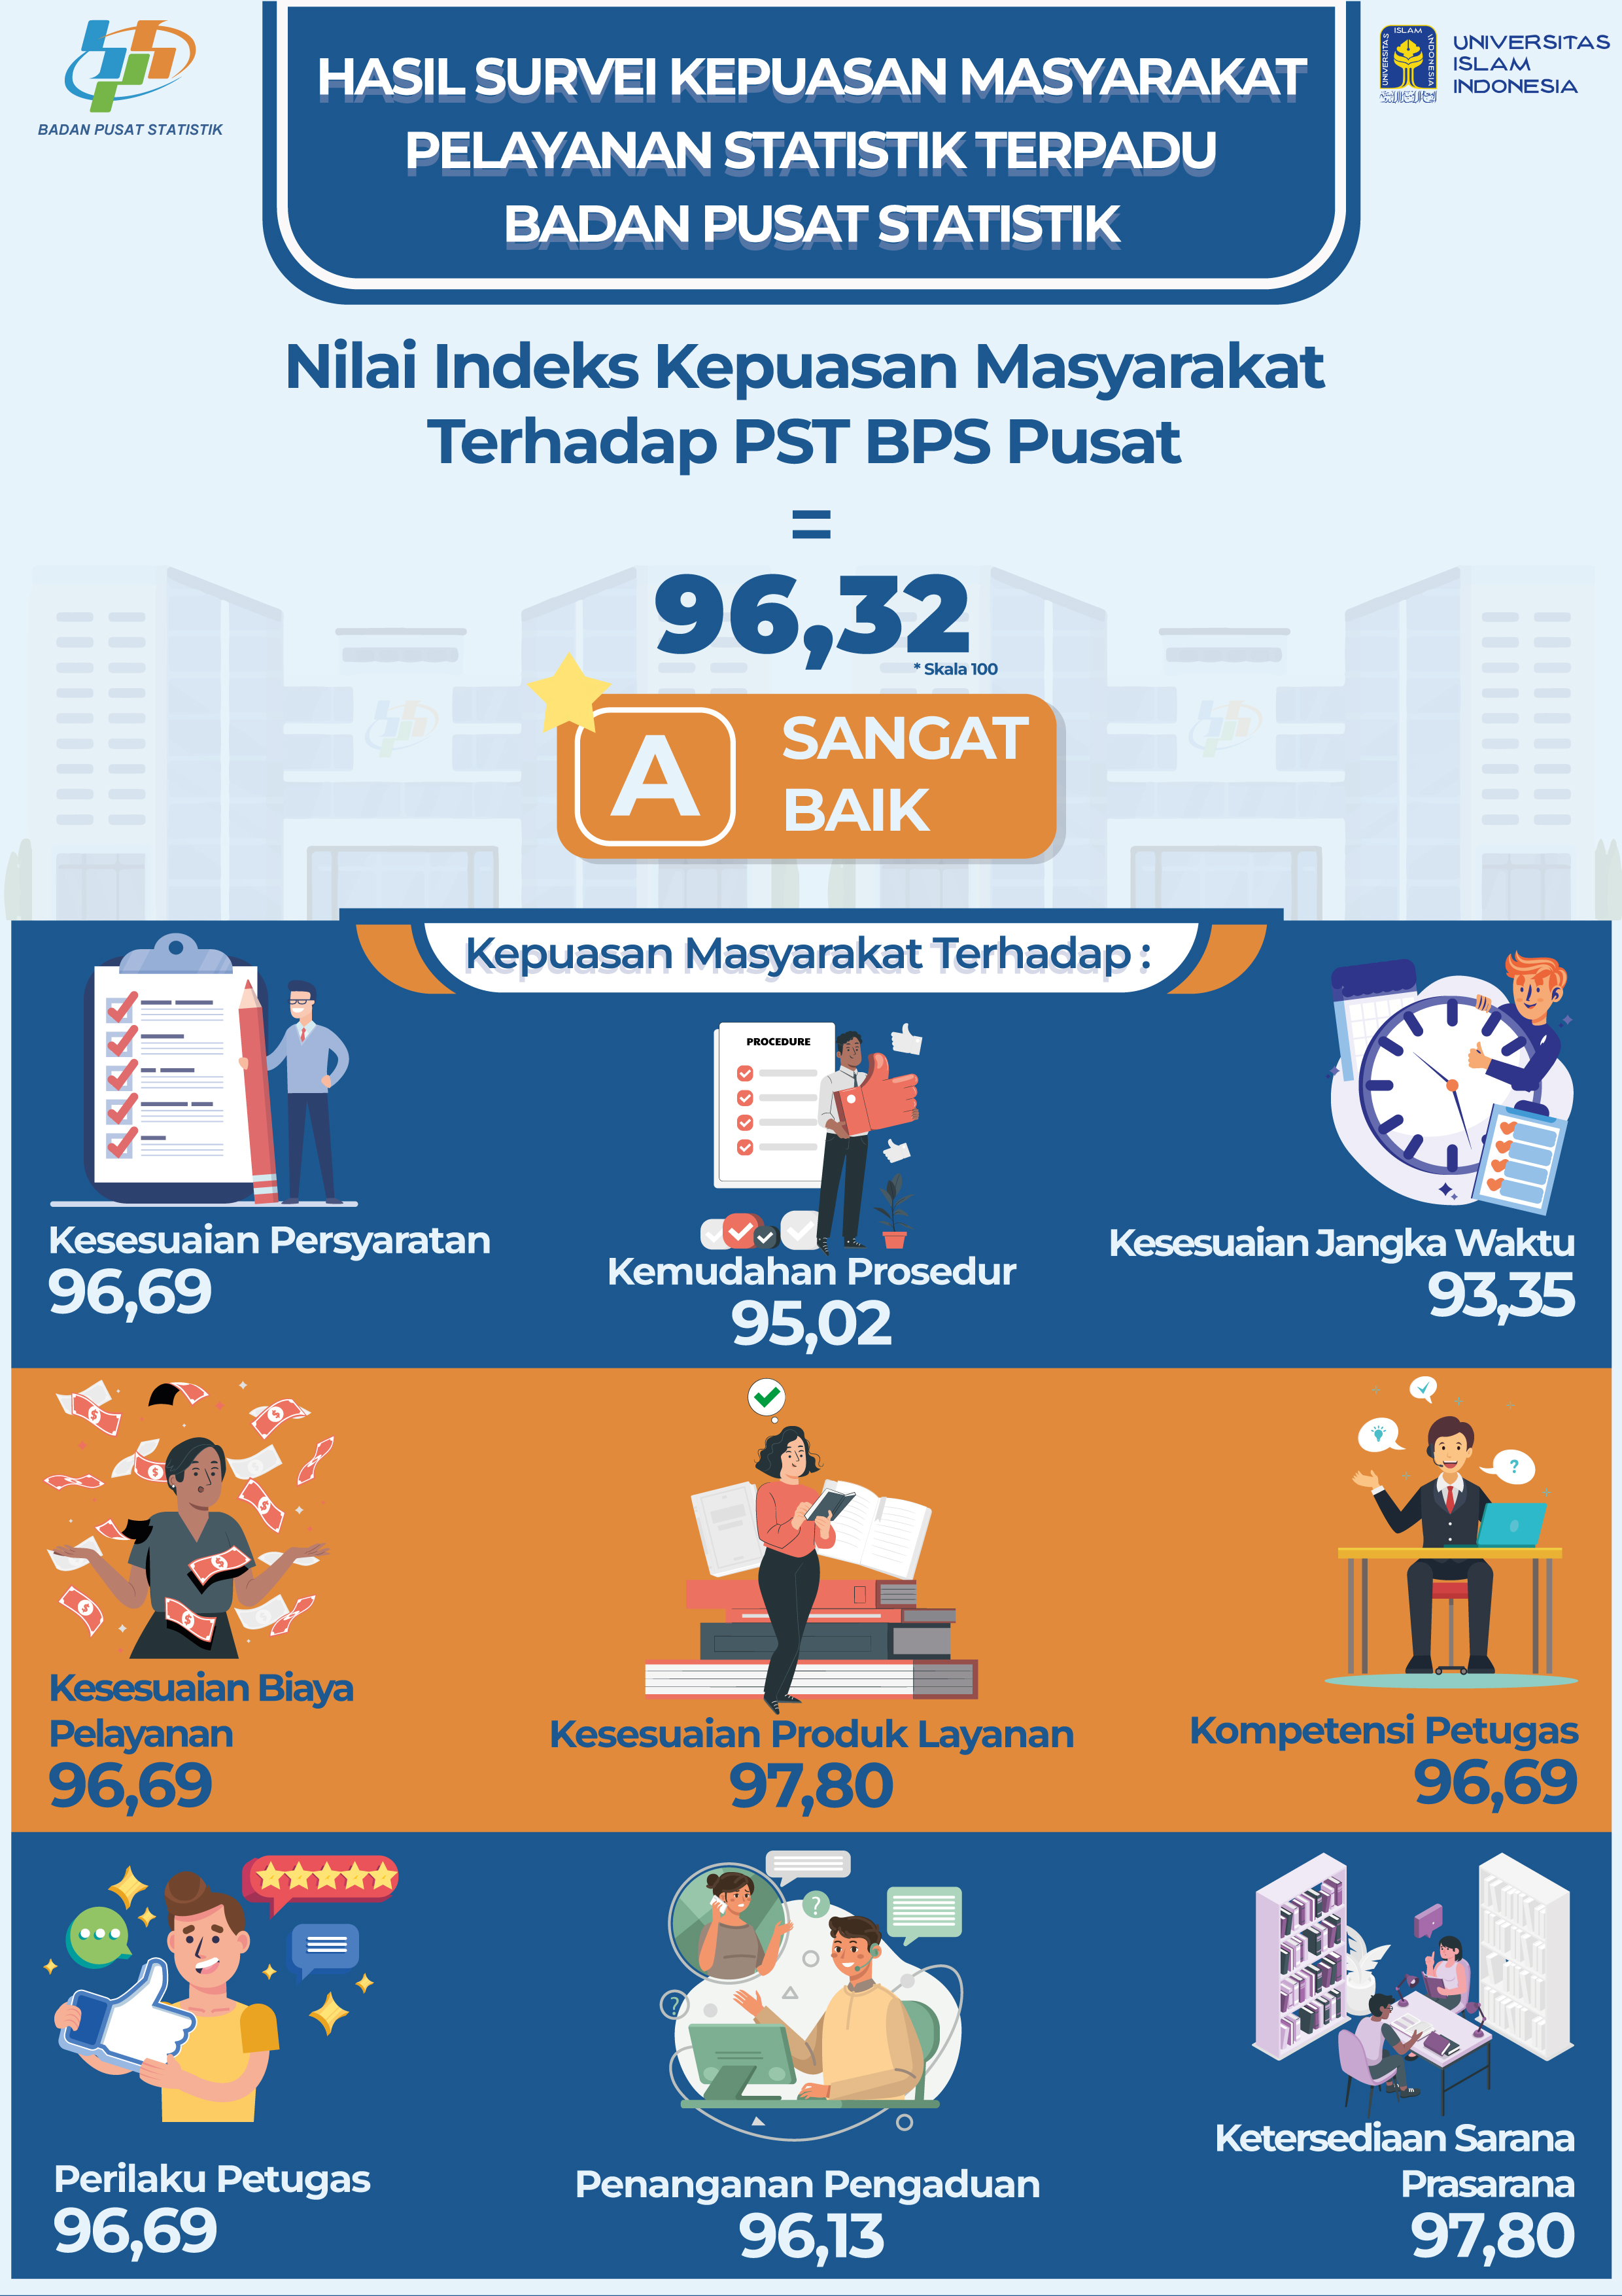 BADAN PUSAT STATISTIK
HASIL SURVEI KEPUASAN MASYARAKAT
PELAYANAN STATISTIK TERPADU
BADAN PUSAT STATISTIK
UNIVERSITAS
ISLAM
INDONESIA
UNIVERSITAS
ISLAM
INDONESIA
Nilai Indeks Kepuasan Masyarakat
Terhadap PST BPS Pusat
=
96,32
* Skala 100
A
SANGAT
BAIK
Kepuasan Masyarakat Terhadap :
PROCEDURE
Kesesuaian Persyaratan
96,69
Kemudahan Prosedur
95,02
Kesesuaian Jangka Waktu
93,35
Kesesuaian Biaya
Pelayanan
96,69
Kesesuaian Produk Layanan
97,80
?
Kompetensi Petugas
96,69
Perilaku Petugas
96,69
?
?
Penanganan Pengaduan
96,13
Ketersediaan Sarana
Prasarana
97,80